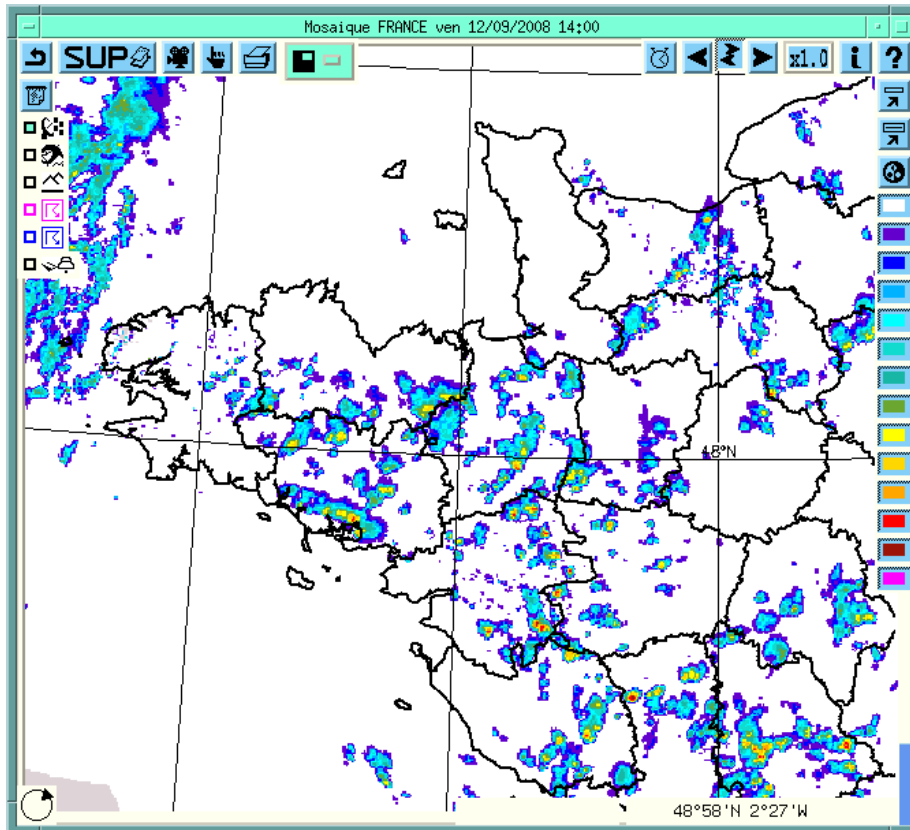 Mosaique FRANCE ven 12/09/2008 14:00
SUP
x1.0
i
?
48°N
48°58'N 2°27'W